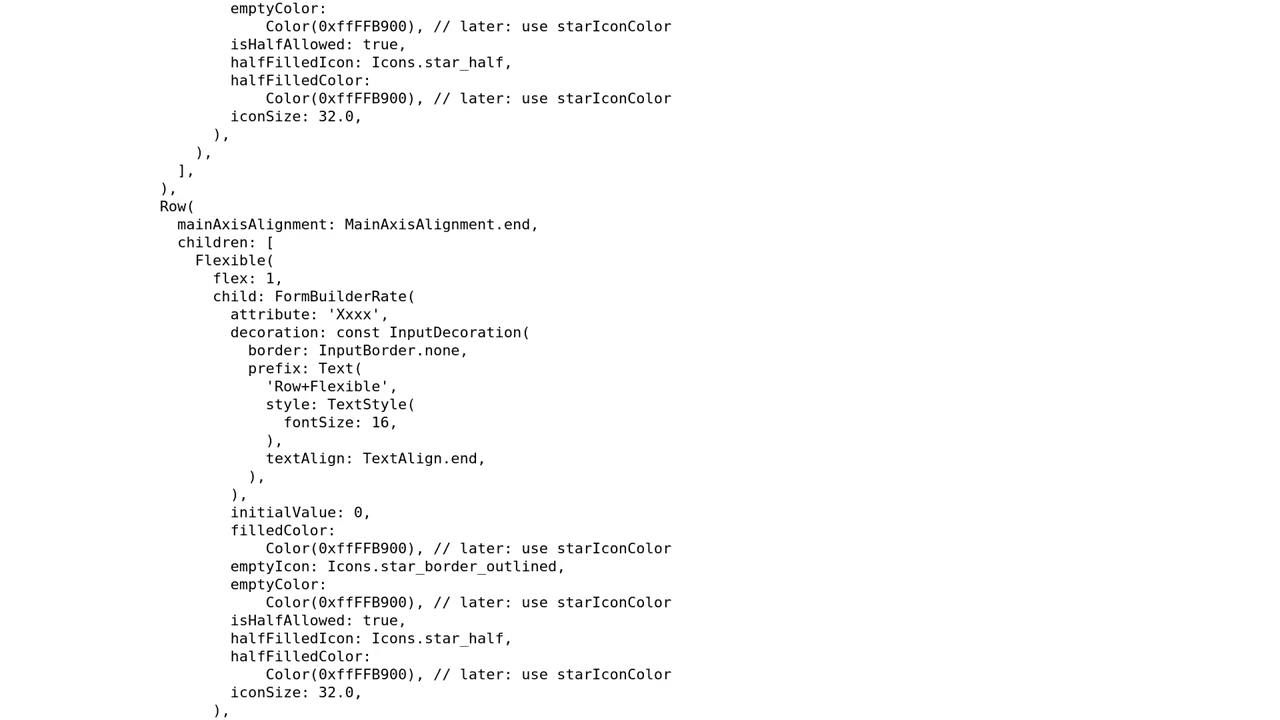 emptyColor:
Color(0xffFFB900), // later: use starIconColor
isHalfAllowed: true,
halfFilledIcon: Icons.star_half,
halfFilledColor:
Color(0xffFFB900), // later: use starIconColor
iconSize: 32.0,
),
),
],
),
Row(
mainAxisAlignment: MainAxisAlignment.end,
children: [
Flexible(
flex: 1,
child: FormBuilderRate(
attribute: 'Xxxx',
decoration: const InputDecoration(
border: InputBorder.none,
prefix: Text(
'Row+Flexible',
style: TextStyle(
fontSize: 16,
),
textAlign: TextAlign.end,
),
),
initialValue: 0,
filledColor:
Color(0xffFFB900), // later: use starIconColor
emptyIcon: Icons.star_border_outlined,
emptyColor:
Color(0xffFFB900), // later: use starIconColor
isHalfAllowed: true,
halfFilledIcon: Icons.star_half,
halfFilledColor:
Color(0xffFFB900), // later: use starIconColor
iconSize: 32.0,
),